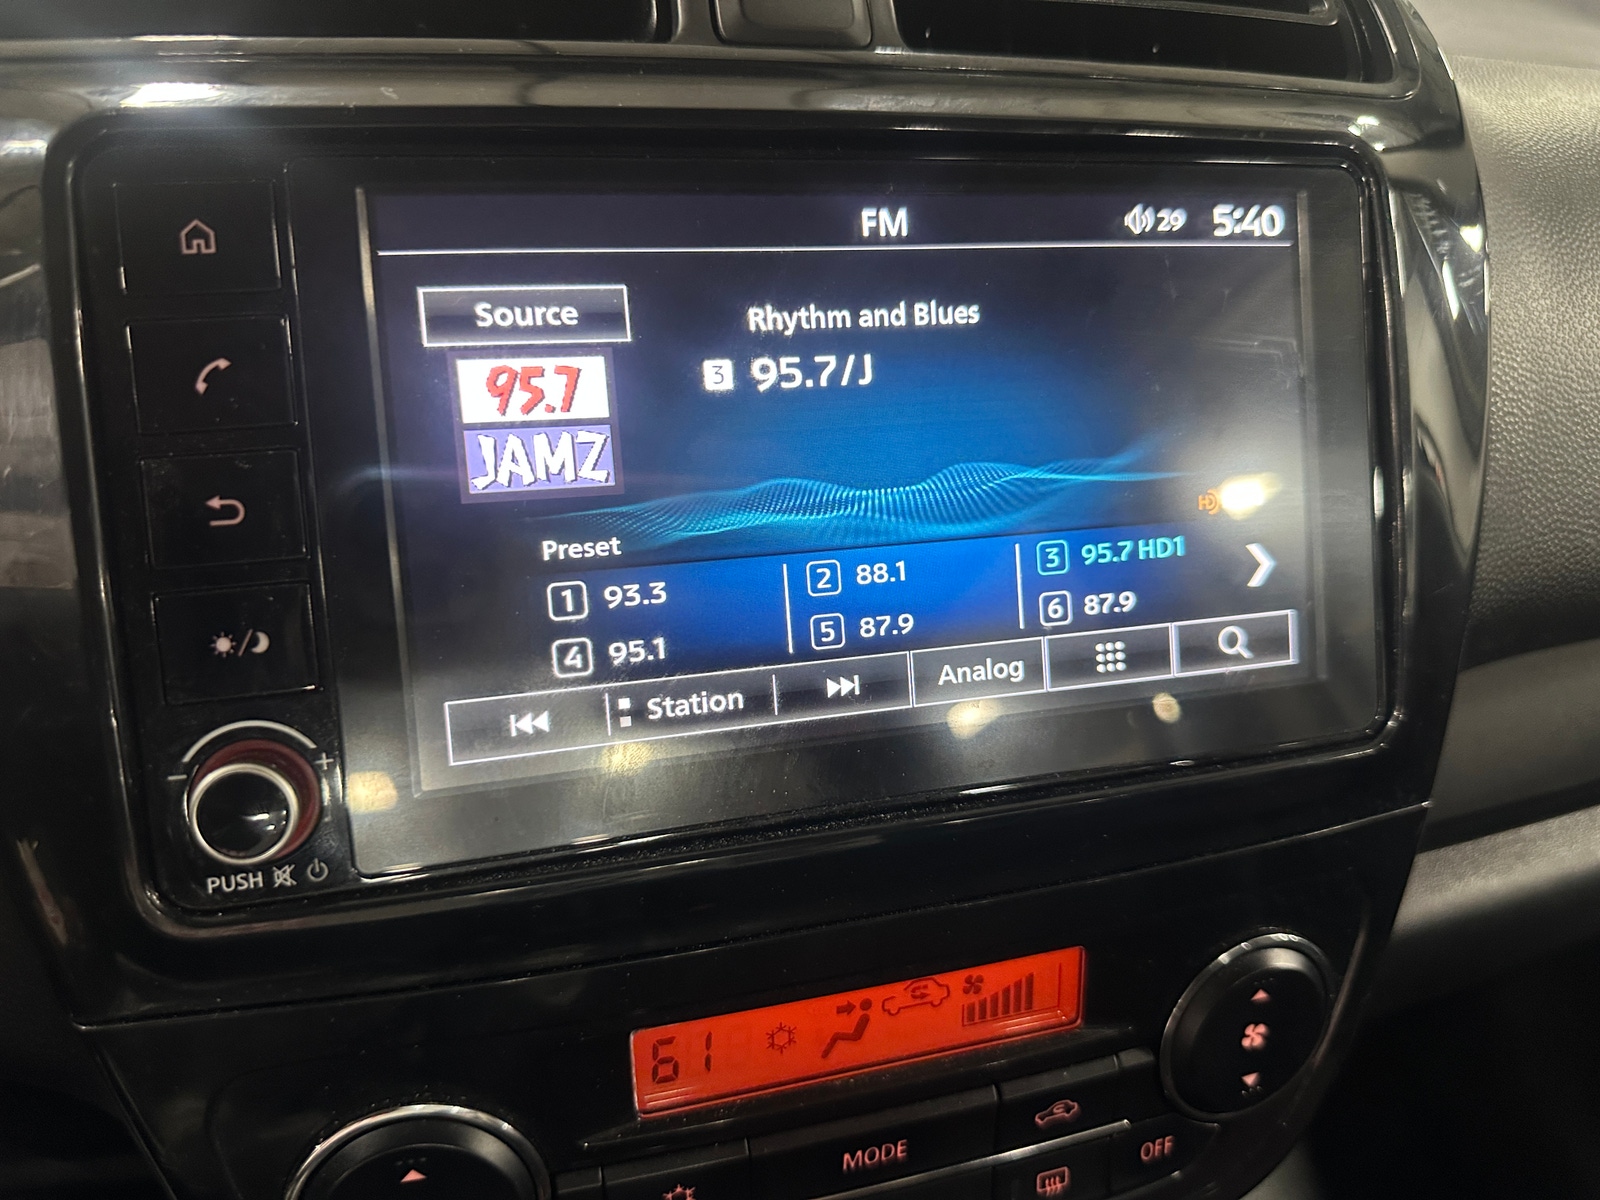 FM
29
5:40
Source
Rhythm and Blues
95.7
JAMZ
3 95.7/J
HD
Preset
1 93.3
2 88.1
3 95.7 HD1
4 95.1
5 87.9
6 87.9
Station
Analog
- +
PUSH
61
MODE
OFF